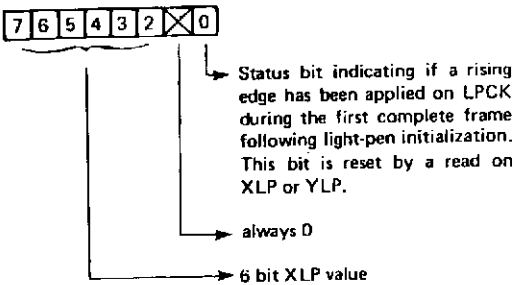 7 6 5 4 3 2 0
Status bit indicating if a rising
edge has been applied on LPCK
during the first complete frame
following light-pen initialization.
This bit is reset by a read on
XLP or YLP.
always 0
6 bit XLP value